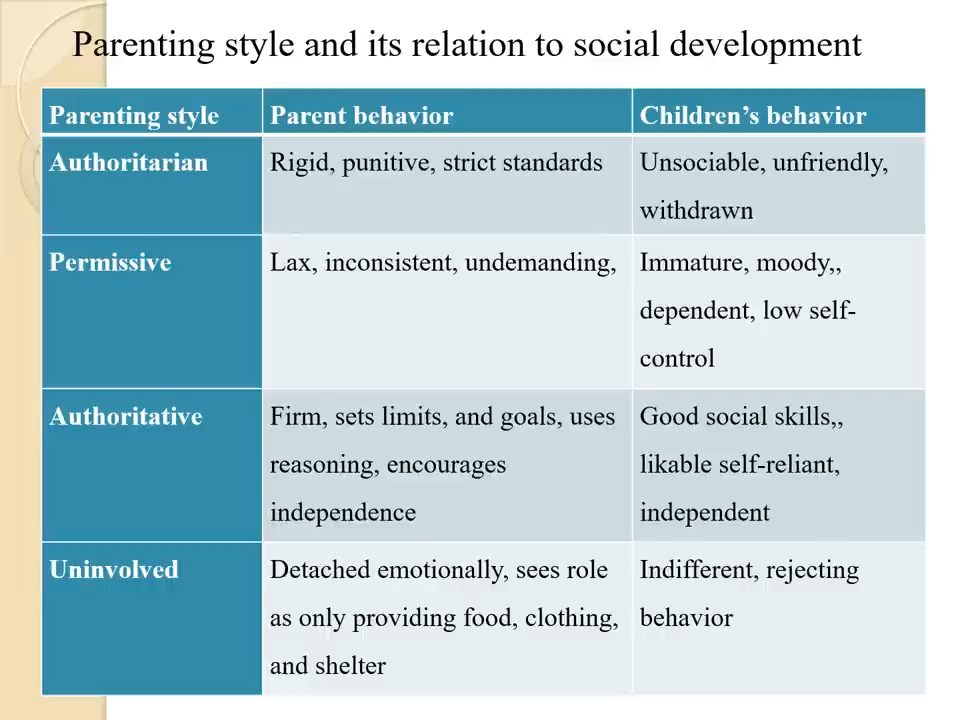 Parenting style and its relation to social development
Parenting style
Parent behavior
Children’s behavior
Authoritarian
Rigid, punitive, strict standards
Unsociable, unfriendly,
withdrawn
Permissive
Lax, inconsistent, undemanding,
Immature, moody,,
dependent, low self-
control
Authoritative
Firm, sets limits, and goals, uses
reasoning, encourages
independence
Good social skills,,
likable self-reliant,
independent
Uninvolved
Detached emotionally, sees role
as only providing food, clothing,
and shelter
Indifferent, rejecting
behavior